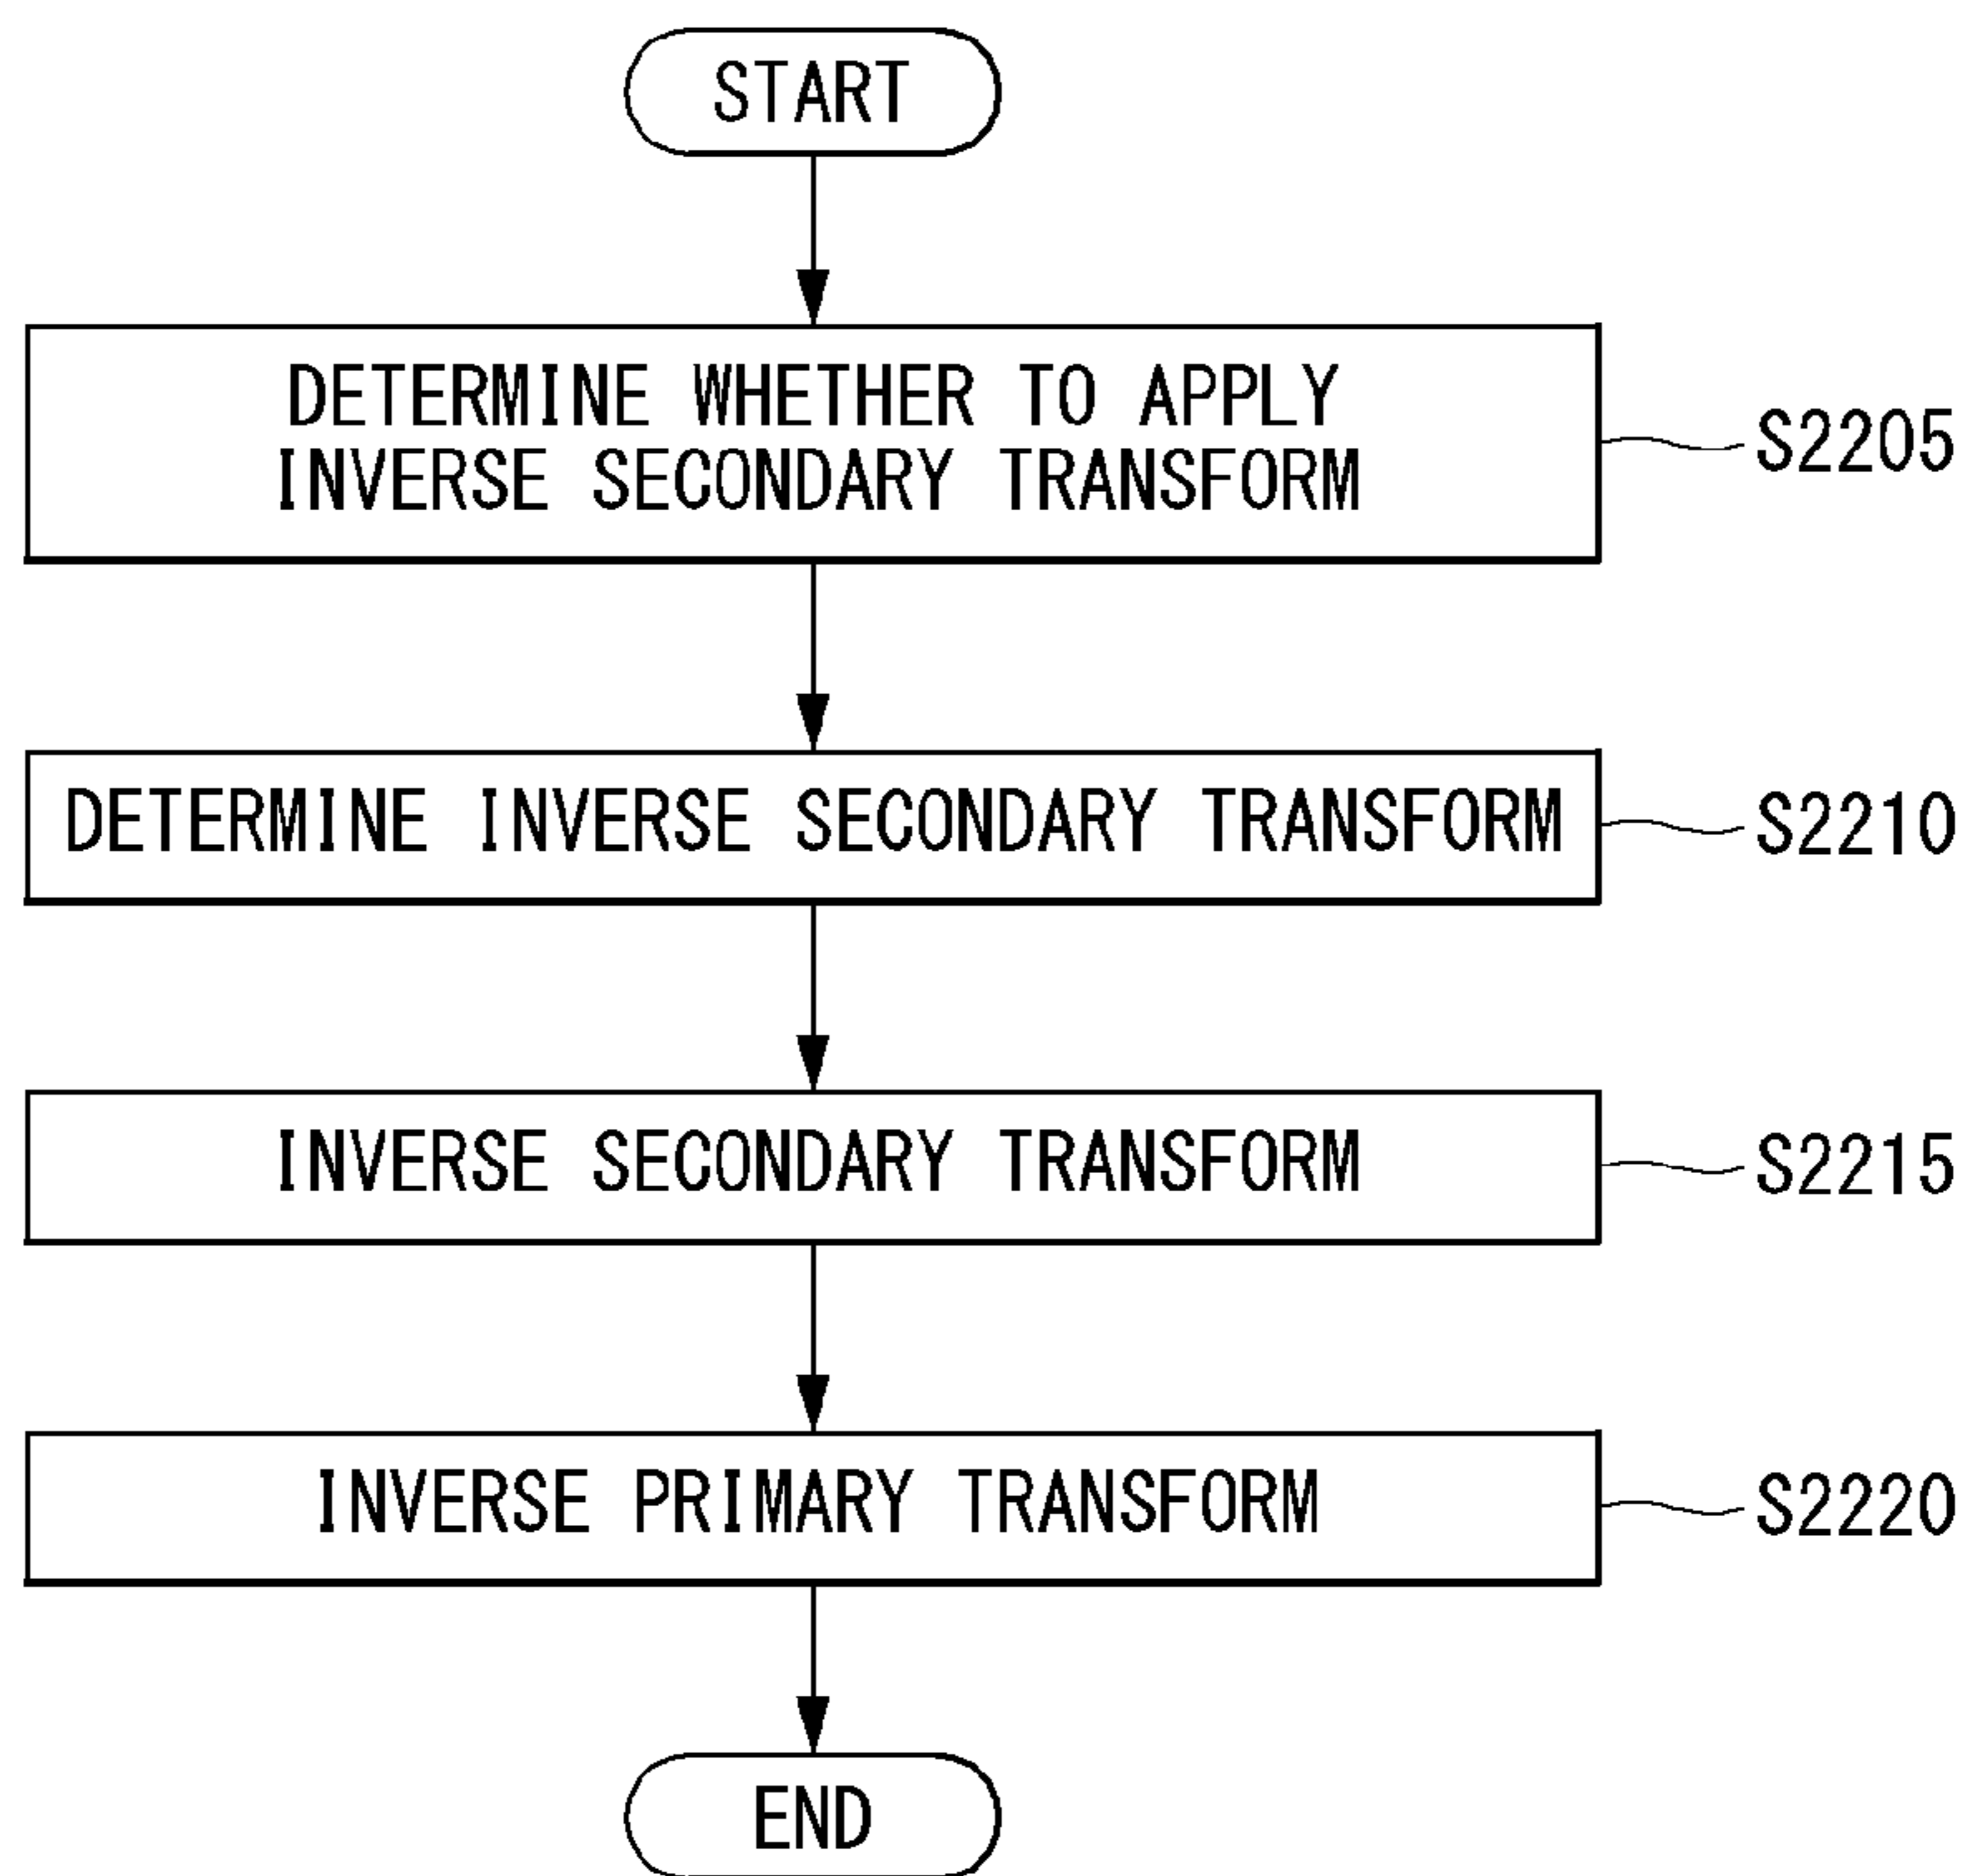 START
DETERMINE WHETHER TO APPLY
INVERSE SECONDARY TRANSFORM
S2205
DETERMINE INVERSE SECONDARY TRANSFORM
S2210
INVERSE SECONDARY TRANSFORM
S2215
INVERSE PRIMARY TRANSFORM
S2220
END